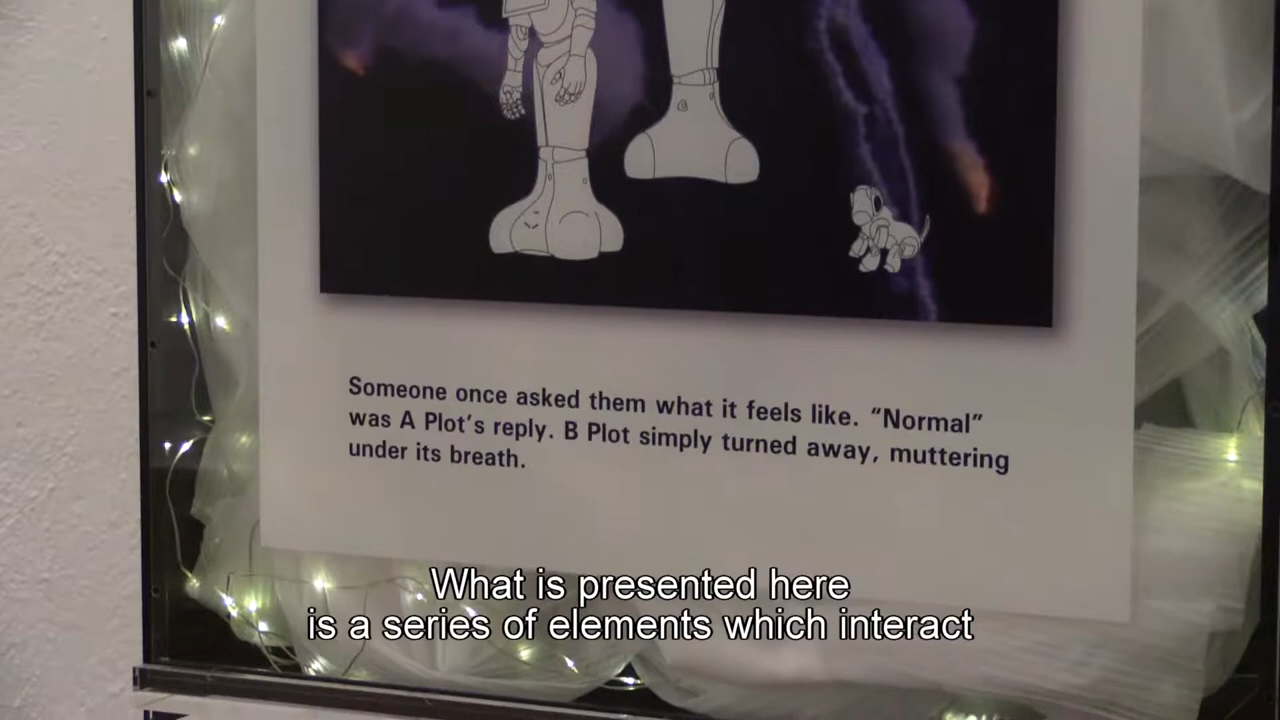 Someone once asked them what it feels like. “Normal”
was A Plot’s reply. B Plot simply turned away, muttering
under its breath.
What is presented here
is a series of elements which interact